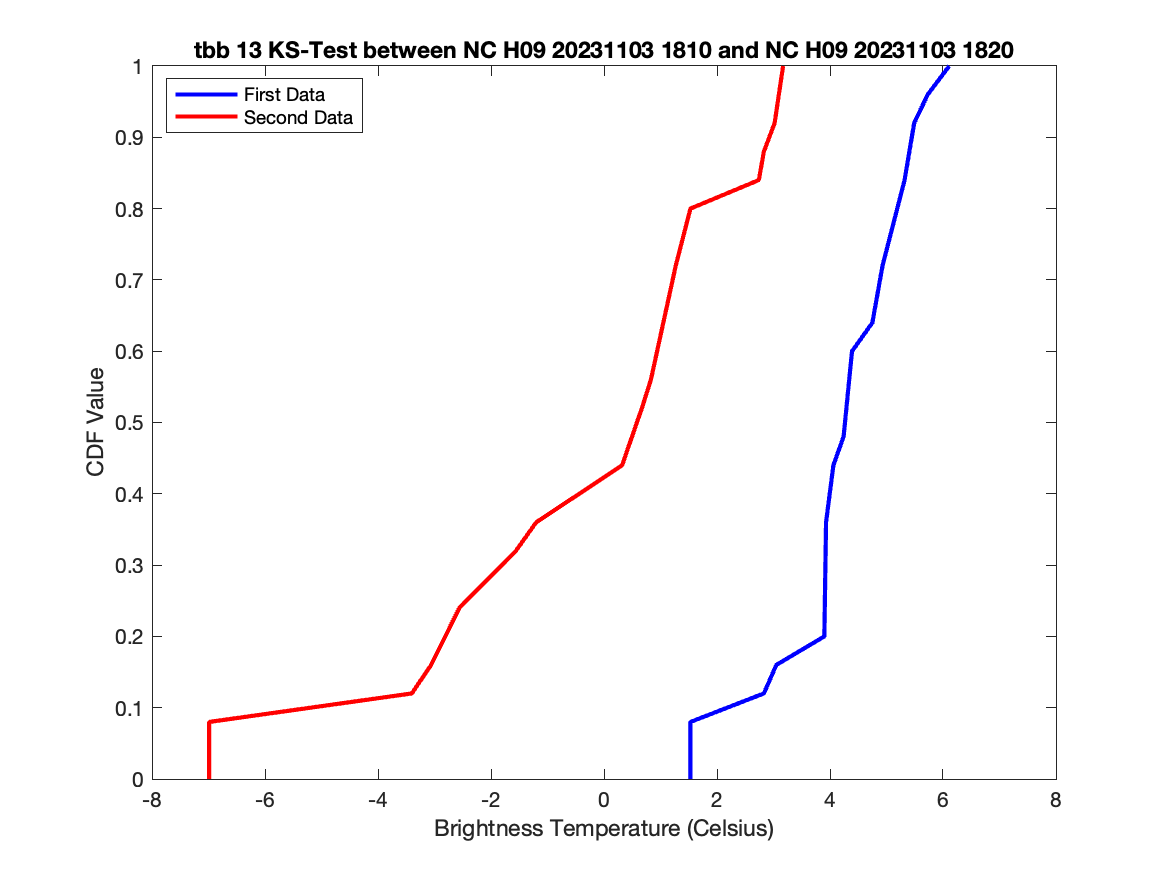 tbb 13 KS-Test between NC H09 20231103 1810 and NC H09 20231103 1820
First Data
Second Data
1
0.9
0.8
0.7
0.6
0.5
0.4
0.3
0.2
0.1
0
CDF Value
-8 -6 -4 -2 0 2 4 6 8
Brightness Temperature (Celsius)